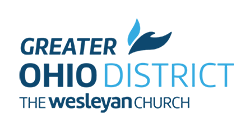 GREATER
OHIO DISTRICT
THE wesleyan CHURCH